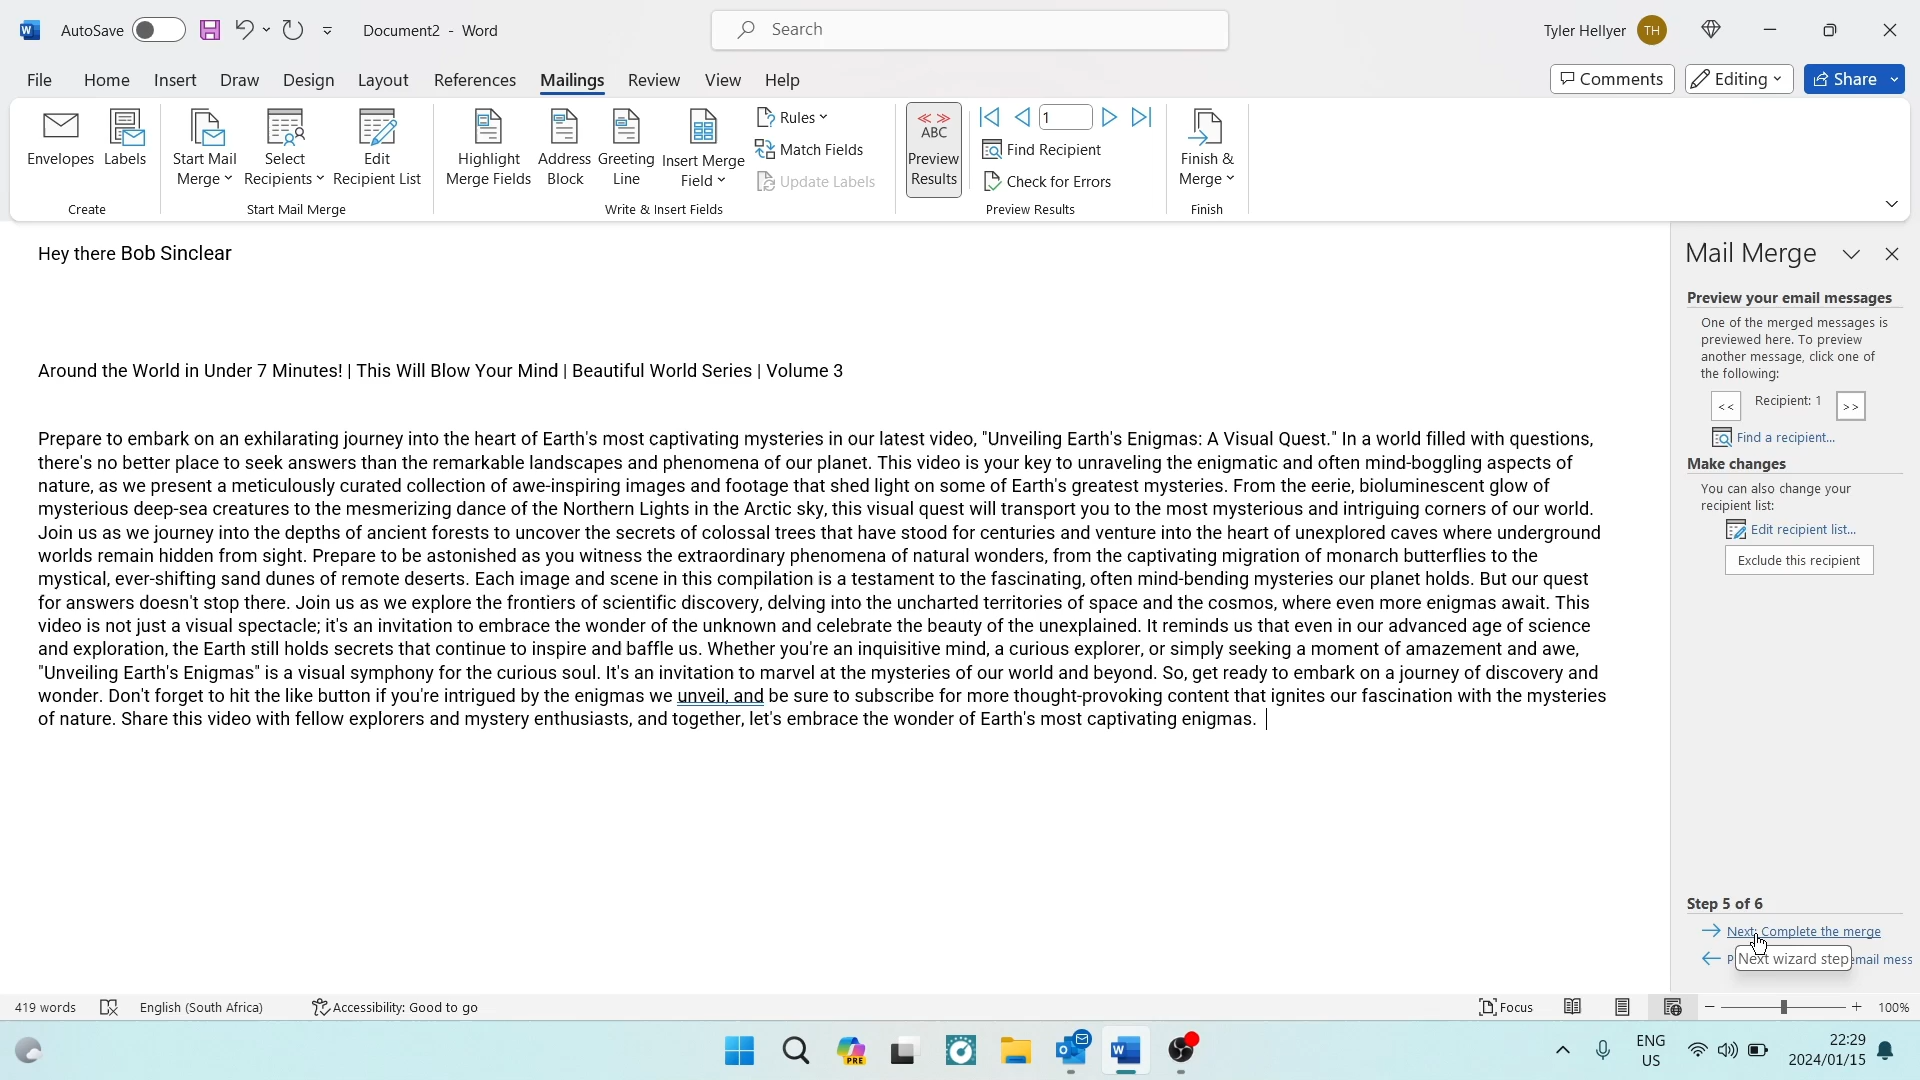 AutoSave
Document2 - Word
Search
Tyler Hellyer
TH
File
Home
Insert
Draw
Design
Layout
References
Mailings
Review
View
Help
Comments
Editing
Share
Envelopes
Labels
Create
Start Mail
Merge
Select
Recipients
Edit
Recipient List
Start Mail Merge
Highlight
Merge Fields
Address
Block
Greeting
Line
Insert Merge
Field
Rules
Match Fields
Update Labels
Write & Insert Fields
ABC
Preview
Results
1
Find Recipient
Check for Errors
Preview Results
Finish &
Merge
Finish
Hey there Bob Sinclear
Around the World in Under 7 Minutes! | This Will Blow Your Mind | Beautiful World Series | Volume 3
Prepare to embark on an exhilarating journey into the heart of Earth's most captivating mysteries in our latest video, "Unveiling Earth's Enigmas: A Visual Quest." In a world filled with questions,
there's no better place to seek answers than the remarkable landscapes and phenomena of our planet. This video is your key to unraveling the enigmatic and often mind-boggling aspects of
nature, as we present a meticulously curated collection of awe-inspiring images and footage that shed light on some of Earth's greatest mysteries. From the eerie, bioluminescent glow of
mysterious deep-sea creatures to the mesmerizing dance of the Northern Lights in the Arctic sky, this visual quest will transport you to the most mysterious and intriguing corners of our world.
Join us as we journey into the depths of ancient forests to uncover the secrets of colossal trees that have stood for centuries and venture into the heart of unexplored caves where underground
worlds remain hidden from sight. Prepare to be astonished as you witness the extraordinary phenomena of natural wonders, from the captivating migration of monarch butterflies to the
mystical, ever-shifting sand dunes of remote deserts. Each image and scene in this compilation is a testament to the fascinating, often mind-bending mysteries our planet holds. But our quest
for answers doesn't stop there. Join us as we explore the frontiers of scientific discovery, delving into the uncharted territories of space and the cosmos, where even more enigmas await. This
video is not just a visual spectacle; it's an invitation to embrace the wonder of the unknown and celebrate the beauty of the unexplained. It reminds us that even in our advanced age of science
and exploration, the Earth still holds secrets that continue to inspire and baffle us. Whether you're an inquisitive mind, a curious explorer, or simply seeking a moment of amazement and awe,
"Unveiling Earth's Enigmas" is a visual symphony for the curious soul. It's an invitation to marvel at the mysteries of our world and beyond. So, get ready to embark on a journey of discovery and
wonder. Don't forget to hit the like button if you're intrigued by the enigmas we unveil, and be sure to subscribe for more thought-provoking content that ignites our fascination with the mysteries
of nature. Share this video with fellow explorers and mystery enthusiasts, and together, let's embrace the wonder of Earth's most captivating enigmas.
Mail Merge
Preview your email messages
One of the merged messages is
previewed here. To preview
another message, click one of
the following:
<< Recipient: 1 >>
Find a recipient...
Make changes
You can also change your
recipient list:
Edit recipient list...
Exclude this recipient
Step 5 of 6
Next: Complete the merge
Next wizard step
email mess
419 words
English (South Africa)
Accessibility: Good to go
Focus
100%
PRE
ENG
US
22:29
2024/01/15